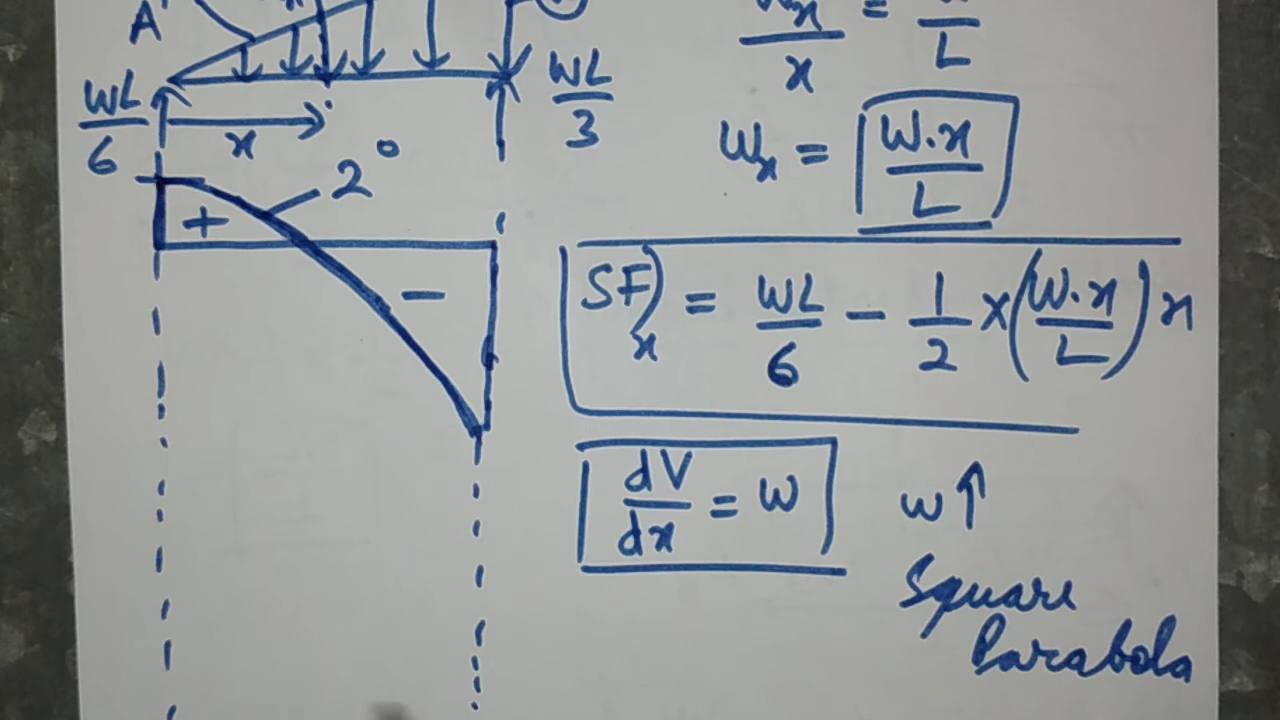 A
Wx/x = /L
WL/6
WL/3
x
Wx = W·x/L
2°
+
−
SF)x = WL/6 − 1/2 × (W·x/L) x
dV/dx = w
w↑
Square
Parabola